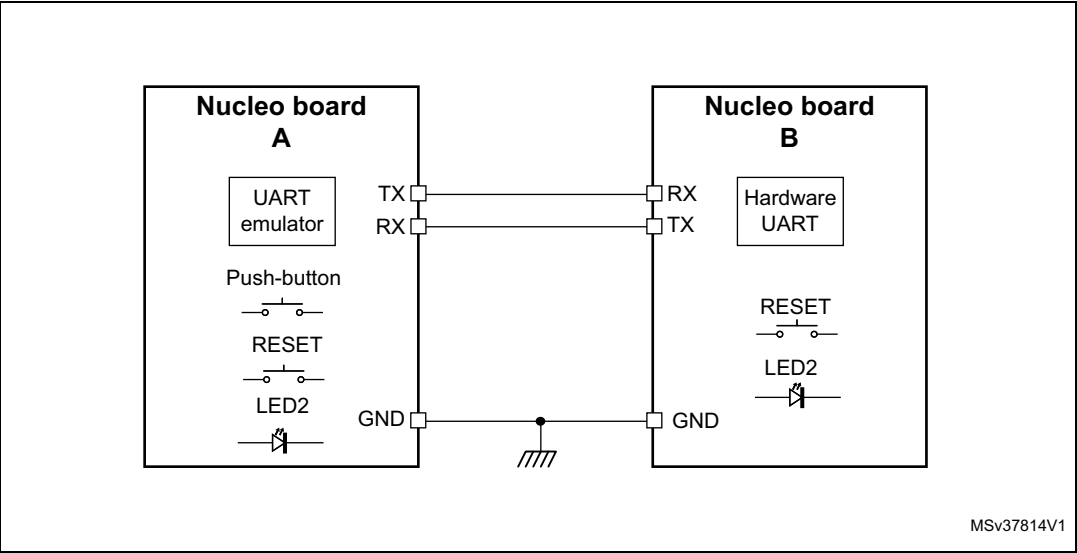 Nucleo board
A
UART
emulator
TX
RX
Push-button
RESET
LED2
GND
Nucleo board
B
RX
TX
Hardware
UART
RESET
LED2
GND
MSv37814V1